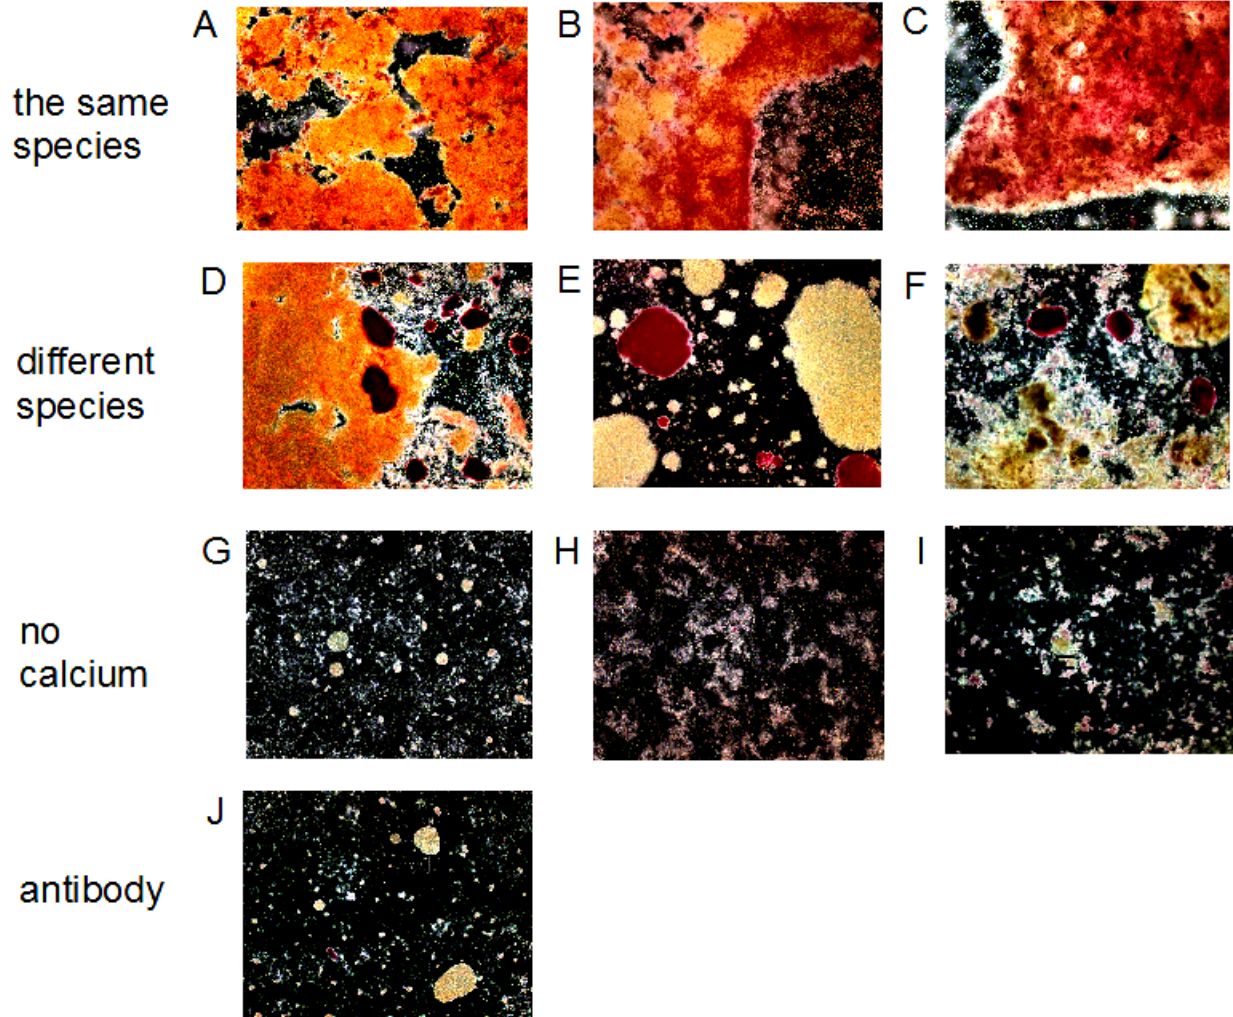 A B C
the same
species
D E F
different
species
G H I
no
calcium
J
antibody